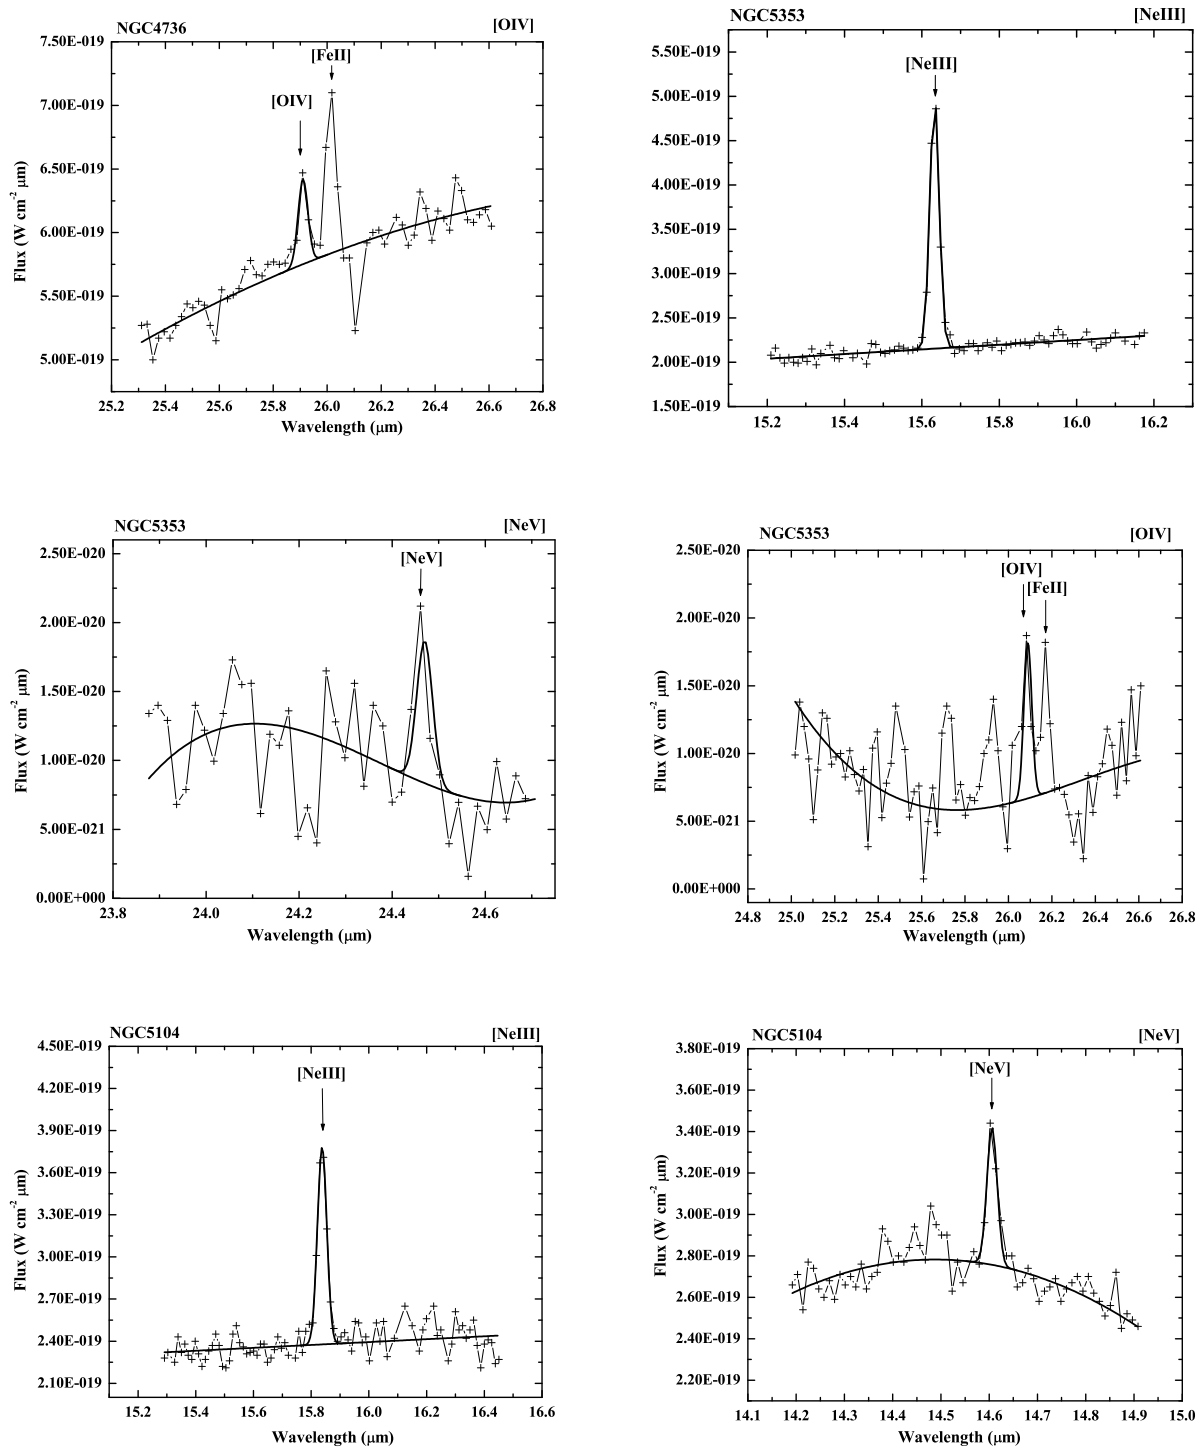 NGC4736 [OIV]
7.50E-019
[FeII]
7.00E-019
[OIV]
6.50E-019
6.00E-019
5.50E-019
5.00E-019
Flux (W cm-2 μm)
25.2 25.4 25.6 25.8 26.0 26.2 26.4 26.6 26.8
Wavelength (μm)
NGC5353 [NeIII]
5.50E-019
[NeIII]
5.00E-019
4.50E-019
4.00E-019
3.50E-019
3.00E-019
2.50E-019
2.00E-019
1.50E-019
Flux (W cm-2 μm)
15.2 15.4 15.6 15.8 16.0 16.2
NGC5353 [NeV]
2.50E-020
[NeV]
2.00E-020
1.50E-020
1.00E-020
5.00E-021
0.00E+000
Flux (W cm-2 μm)
23.8 24.0 24.2 24.4 24.6
Wavelength (μm)
NGC5353 [OIV]
2.50E-020
[OIV]
[FeII]
2.00E-020
1.50E-020
1.00E-020
5.00E-021
0.00E+000
Flux (W cm-2 μm)
24.8 25.0 25.2 25.4 25.6 25.8 26.0 26.2 26.4 26.6 26.8
Wavelength (μm)
NGC5104 [NeIII]
4.50E-019
[NeIII]
4.20E-019
3.90E-019
3.60E-019
3.30E-019
3.00E-019
2.70E-019
2.40E-019
2.10E-019
Flux (W cm-2 μm)
15.2 15.4 15.6 15.8 16.0 16.2 16.4 16.6
Wavelength (μm)
NGC5104 [NeV]
3.80E-019
[NeV]
3.60E-019
3.40E-019
3.20E-019
3.00E-019
2.80E-019
2.60E-019
2.40E-019
2.20E-019
Flux (W cm-2 μm)
14.1 14.2 14.3 14.4 14.5 14.6 14.7 14.8 14.9 15.0
Wavelength (μm)